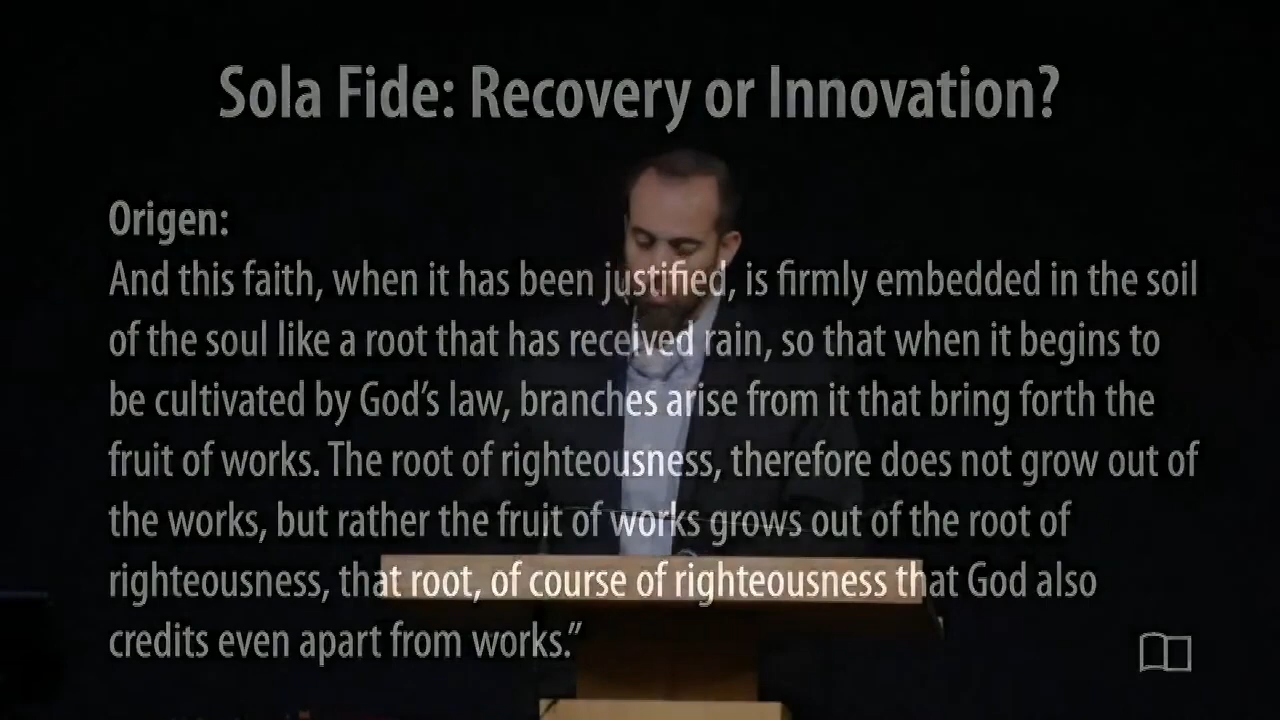 Sola Fide: Recovery or Innovation?
Origen:
And this faith, when it has been justified, is firmly embedded in the soil
of the soul like a root that has received rain, so that when it begins to
be cultivated by God’s law, branches arise from it that bring forth the
fruit of works. The root of righteousness, therefore does not grow out of
the works, but rather the fruit of works grows out of the root of
righteousness, that root, of course of righteousness that God also
credits even apart from works.”